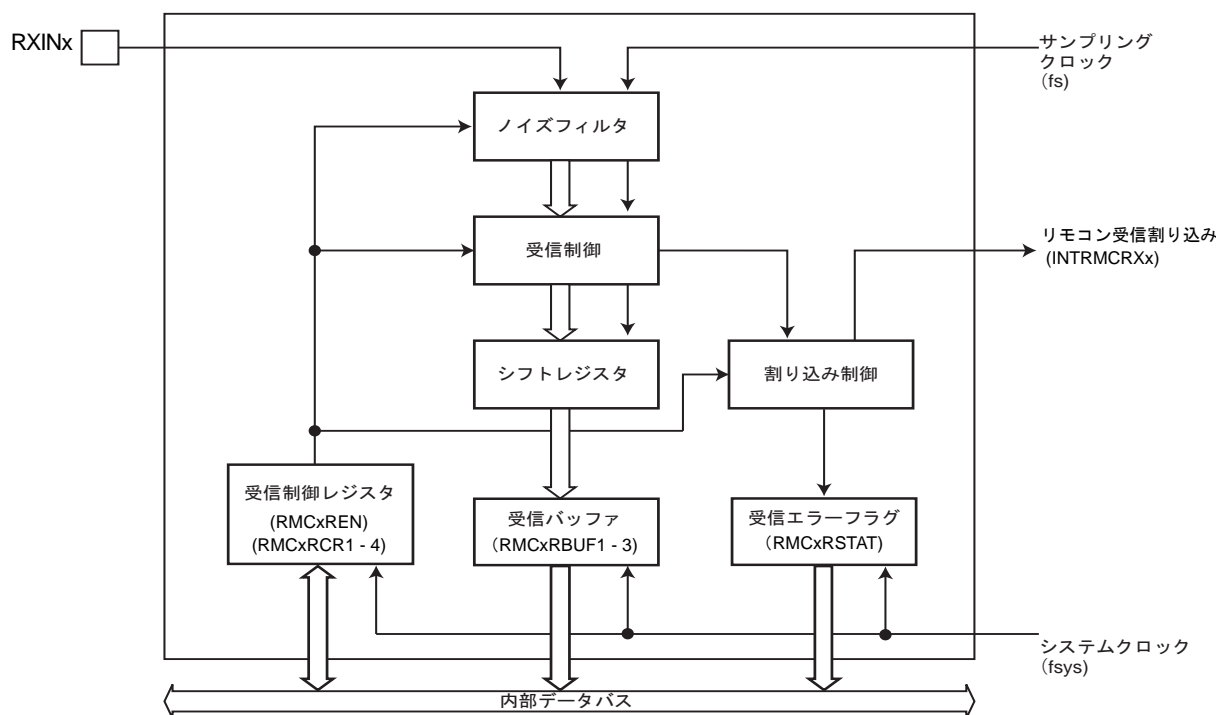 RXINx
サンプリング
クロック
(fs)
ノイズフィルタ
受信制御
リモコン受信割り込み
(INTRMCRXx)
シフトレジスタ
割り込み制御
受信制御レジスタ
(RMCxREN)
(RMCxRCR1 - 4)
受信バッファ
(RMCxRBUF1 - 3)
受信エラーフラグ
(RMCxRSTAT)
システムクロック
(fsys)
内部データバス